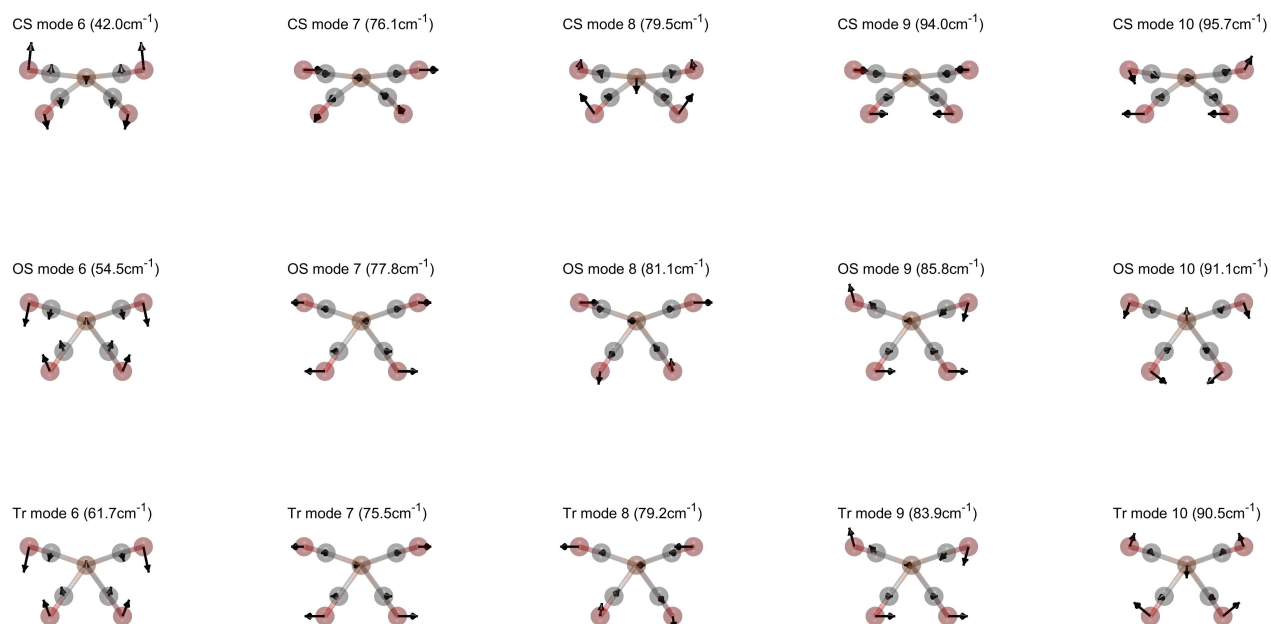 CS mode 6 (42.0cm⁻¹)
CS mode 7 (76.1cm⁻¹)
CS mode 8 (79.5cm⁻¹)
CS mode 9 (94.0cm⁻¹)
CS mode 10 (95.7cm⁻¹)
OS mode 6 (54.5cm⁻¹)
OS mode 7 (77.8cm⁻¹)
OS mode 8 (81.1cm⁻¹)
OS mode 9 (85.8cm⁻¹)
OS mode 10 (91.1cm⁻¹)
Tr mode 6 (61.7cm⁻¹)
Tr mode 7 (75.5cm⁻¹)
Tr mode 8 (79.2cm⁻¹)
Tr mode 9 (83.9cm⁻¹)
Tr mode 10 (90.5cm⁻¹)